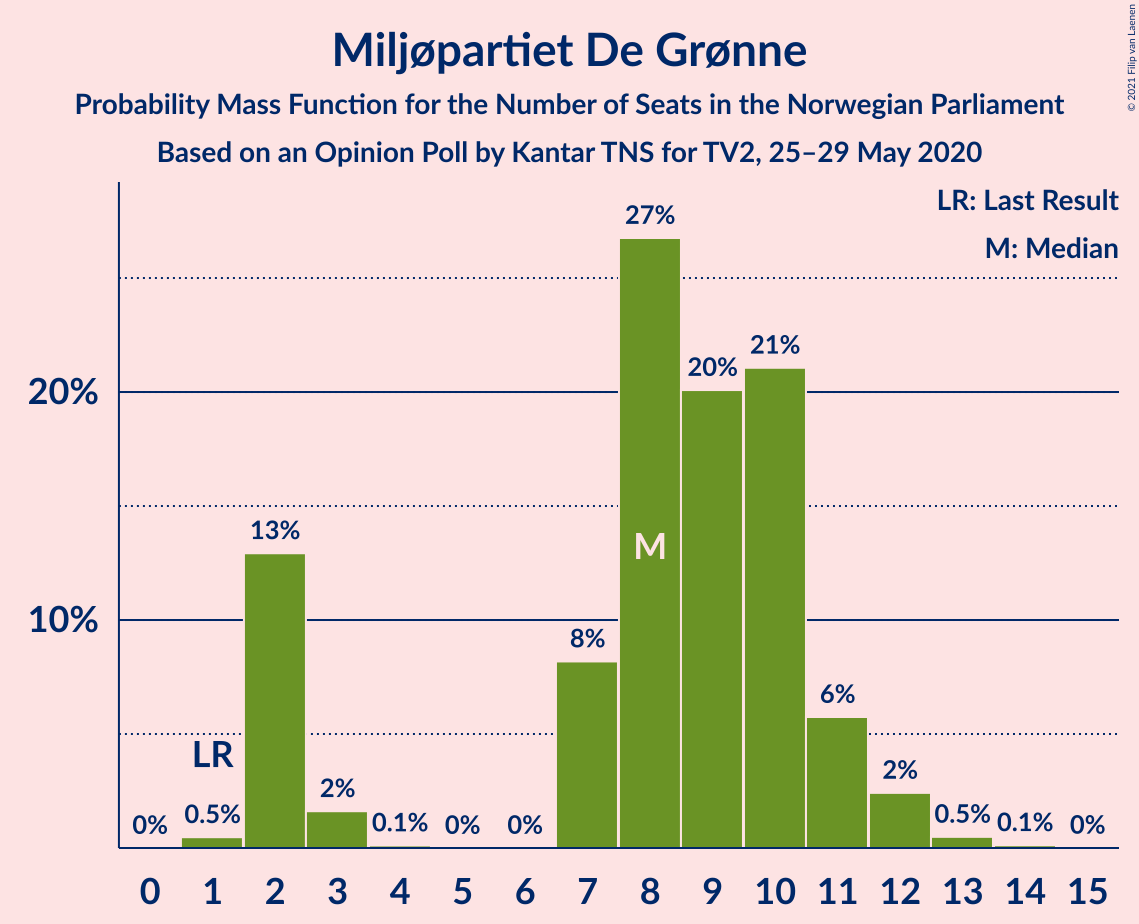 Miljøpartiet De Grønne
Probability Mass Function for the Number of Seats in the Norwegian Parliament
Based on an Opinion Poll by Kantar TNS for TV2, 25–29 May 2020
© 2021 Filip van Laenen
LR: Last Result
M: Median
27%
21%
20%
20%
13%
M
10%
8%
6%
LR
2%
2%
0% 0.5% 0.1% 0% 0% 0.5% 0.1% 0%
0 1 2 3 4 5 6 7 8 9 10 11 12 13 14 15